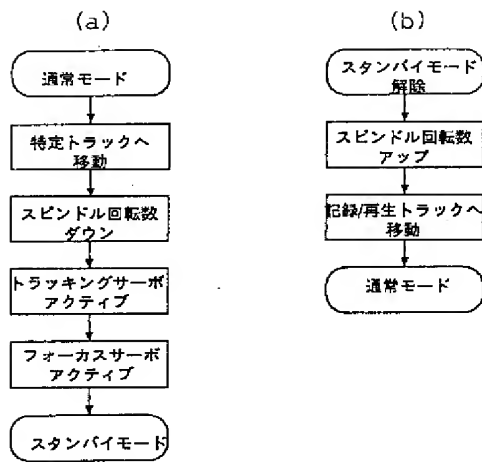 (a)
通常モード
特定トラックへ
移動
スピンドル回転数
ダウン
トラッキングサーボ
アクティブ
フォーカスサーボ
アクティブ
スタンバイモード
(b)
スタンバイモード
解除
スピンドル回転数
アップ
記録/再生トラックへ
移動
通常モード